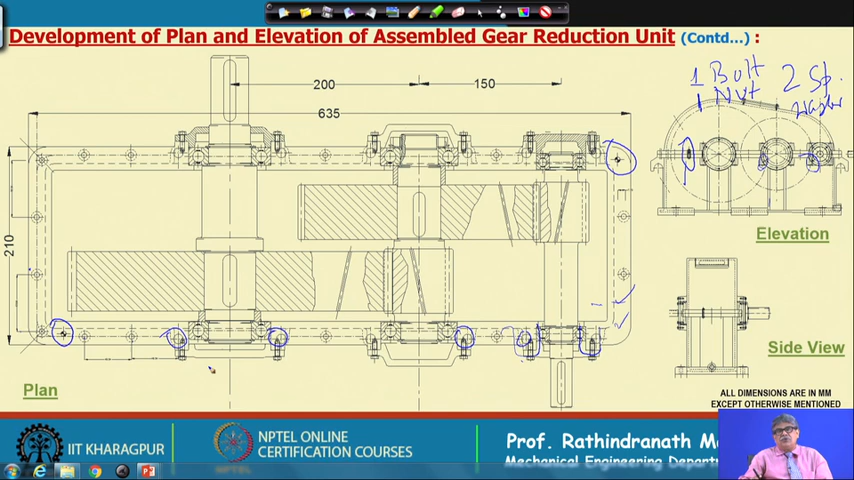 Development of Plan and Elevation of Assembled Gear Reduction Unit (Contd...) :
1 Bolt 2 Sp.
1 Nut washer
200
150
635
210
Elevation
Side View
Plan
ALL DIMENSIONS ARE IN MM
EXCEPT OTHERWISE MENTIONED
IIT KHARAGPUR
NPTEL ONLINE
CERTIFICATION COURSES
Prof. Rathindranath
Mechanical Engineering